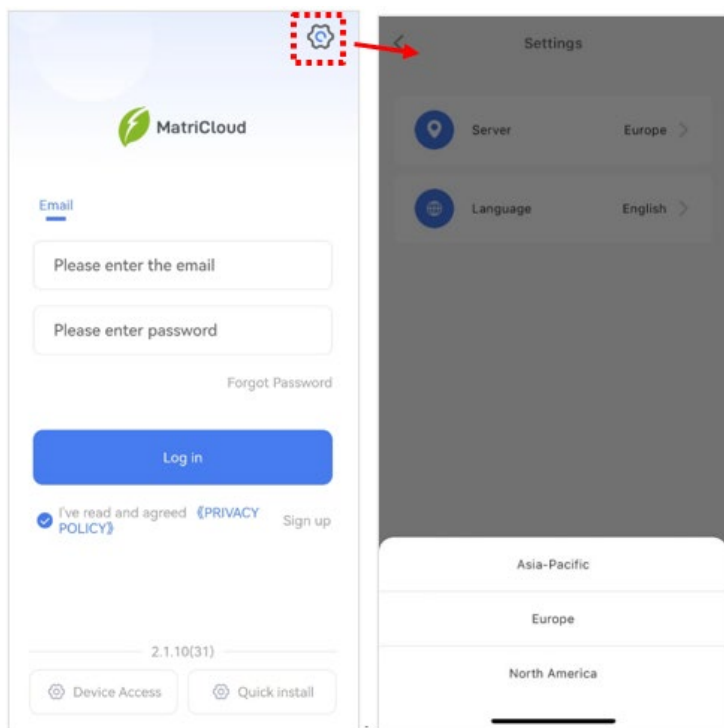 MatriCloud
Email
Please enter the email
Please enter password
Forgot Password
Log in
I've read and agreed 《PRIVACY
POLICY》
Sign up
2.1.10(31)
Device Access
Quick install
Settings
Server Europe
Language English
Asia-Pacific
Europe
North America